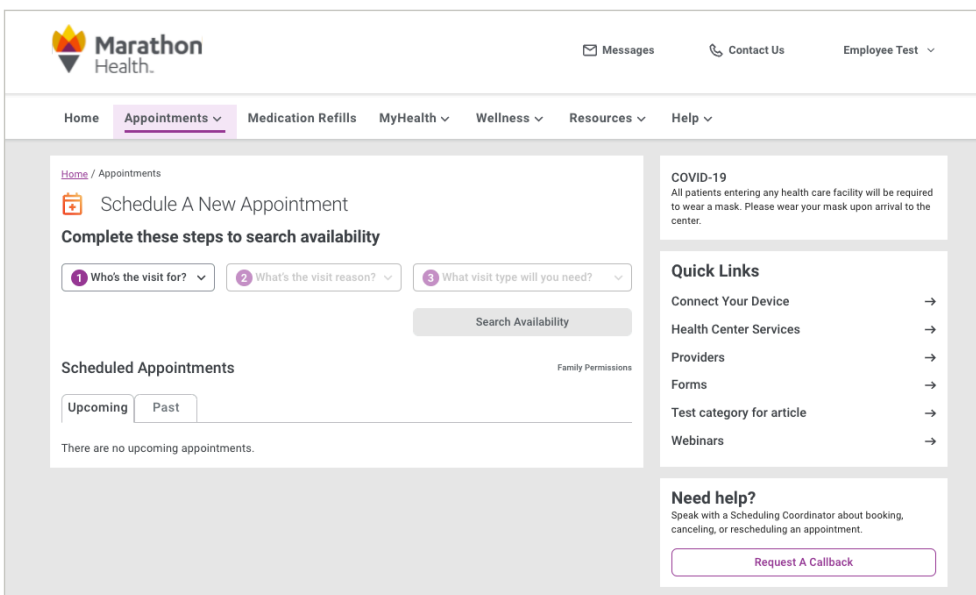 Marathon
Health.
Messages
Contact Us
Employee Test
Home
Appointments
Medication Refills
MyHealth
Wellness
Resources
Help
Home / Appointments
Schedule A New Appointment
Complete these steps to search availability
1 Who's the visit for?
2 What's the visit reason?
3 What visit type will you need?
Search Availability
Scheduled Appointments
Family Permissions
Upcoming
Past
There are no upcoming appointments.
COVID-19
All patients entering any health care facility will be required
to wear a mask. Please wear your mask upon arrival to the
center.
Quick Links
Connect Your Device
Health Center Services
Providers
Forms
Test category for article
Webinars
Need help?
Speak with a Scheduling Coordinator about booking,
canceling, or rescheduling an appointment.
Request A Callback